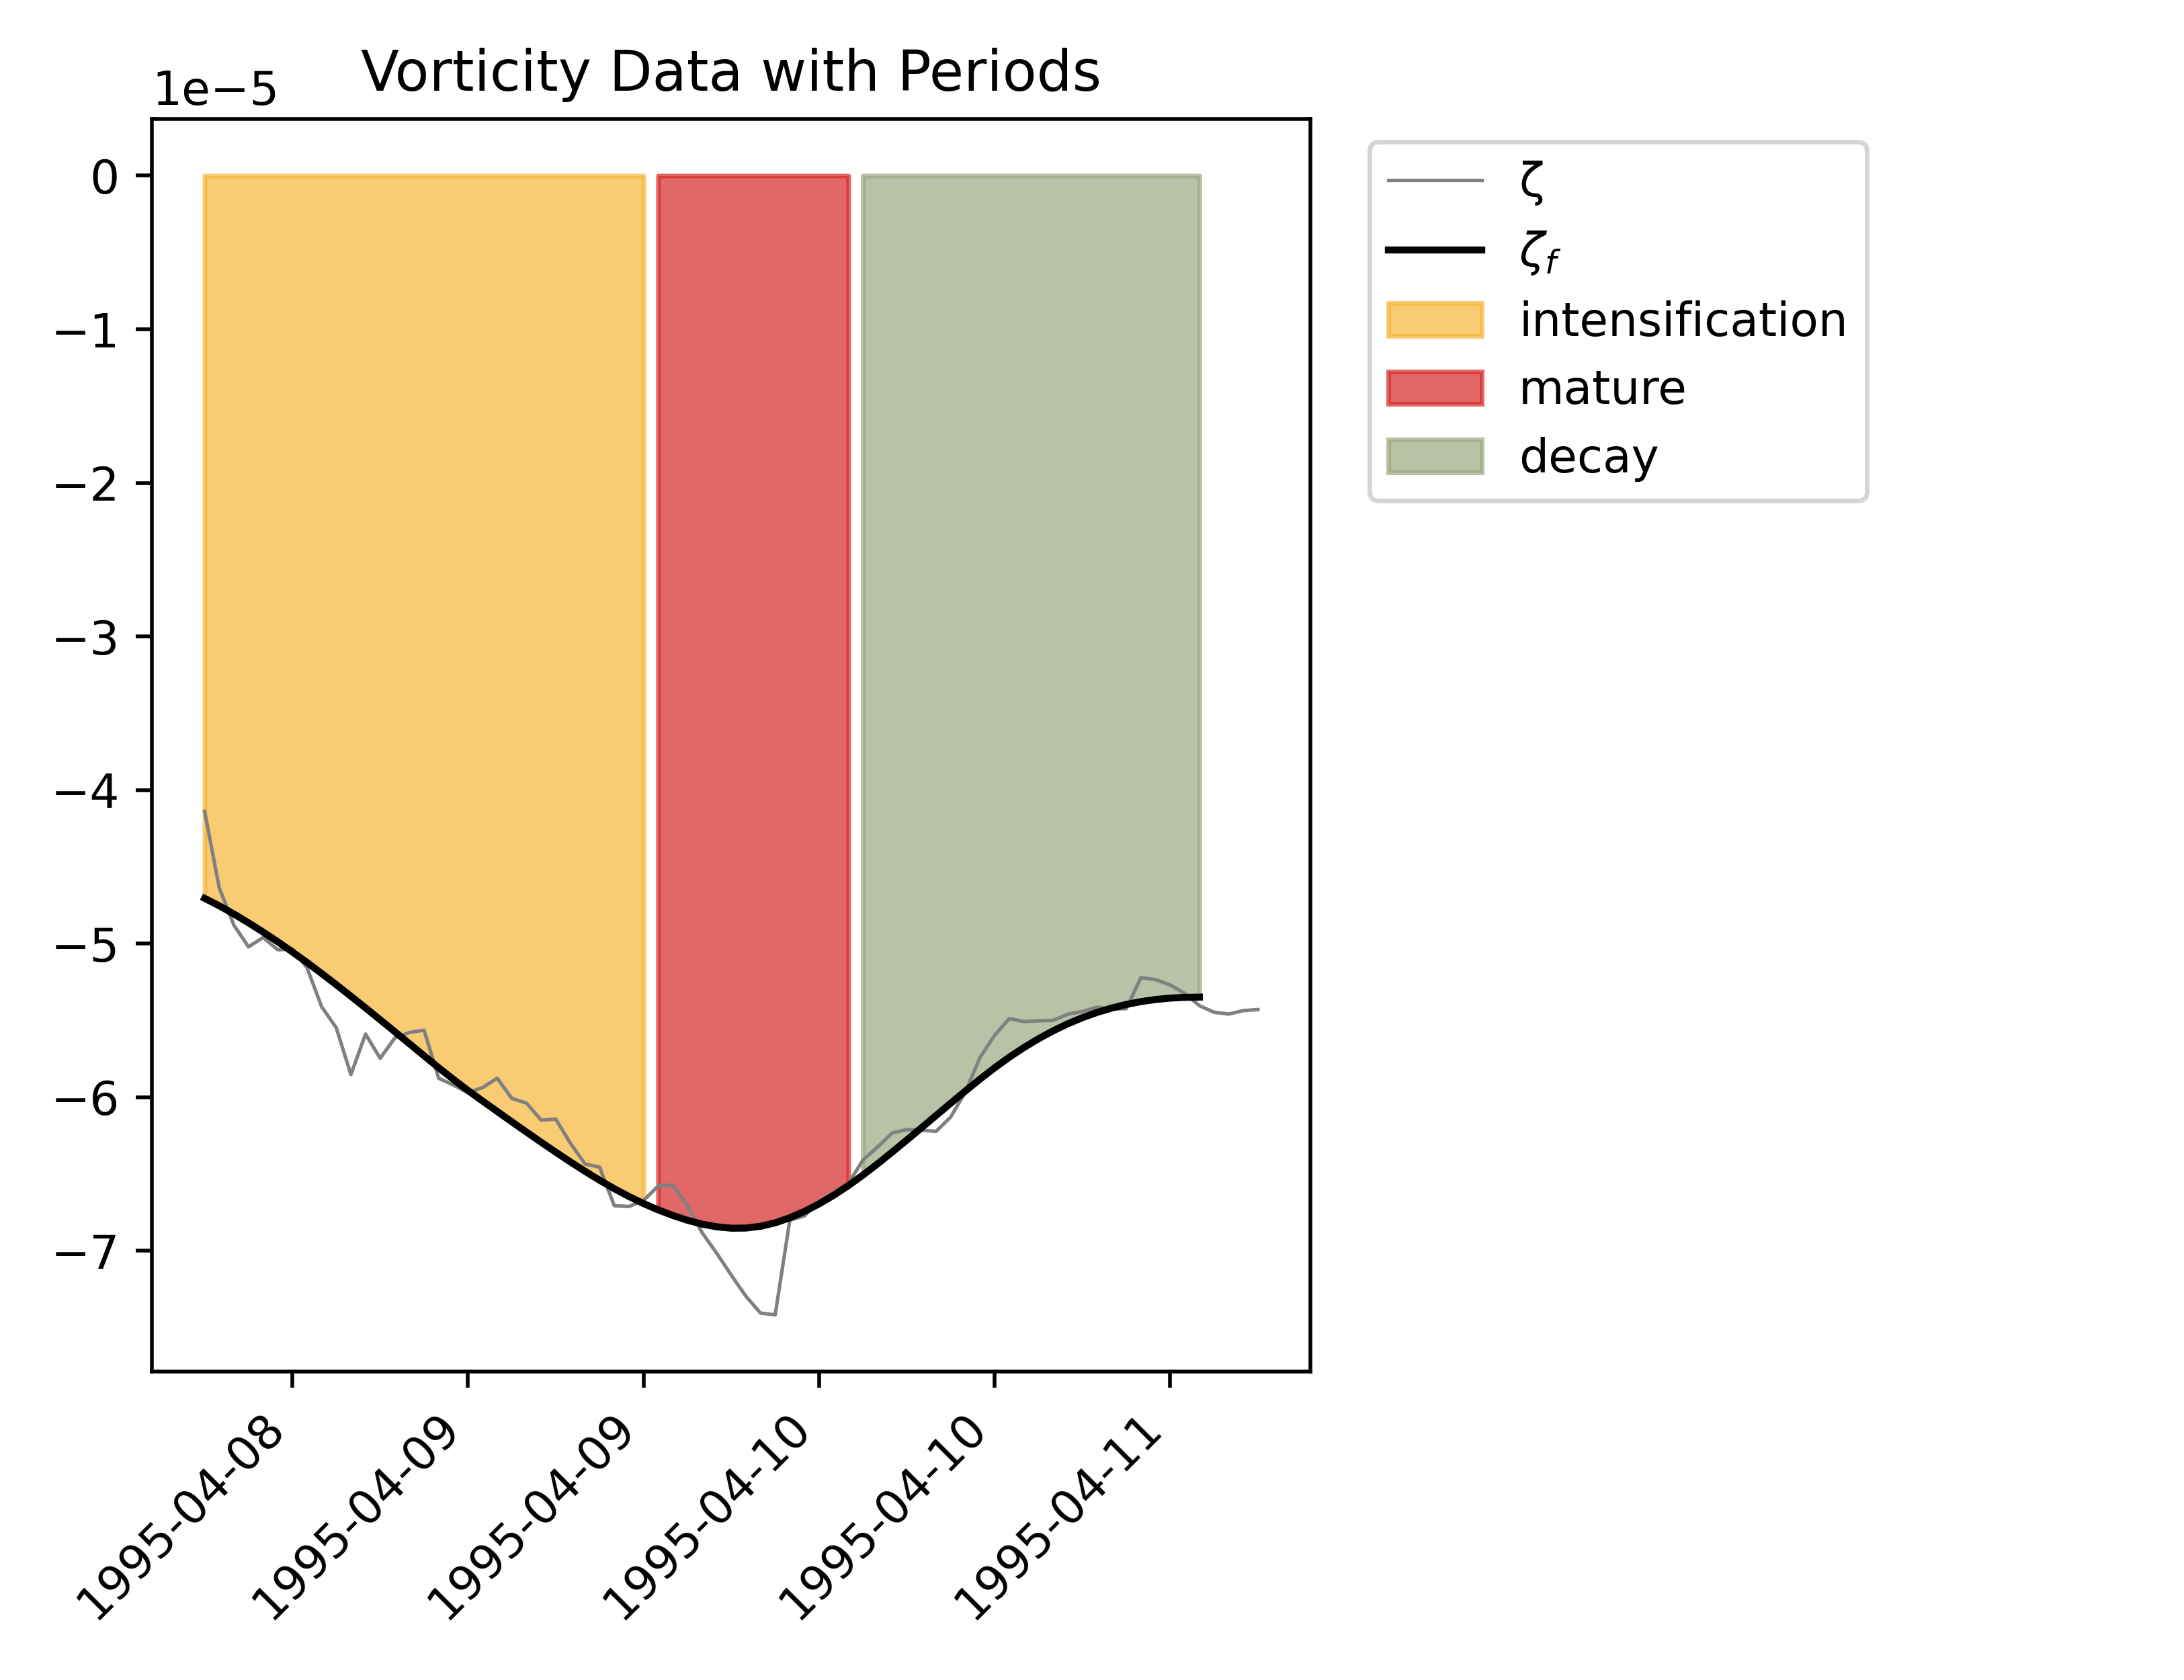 Vorticity Data with Periods
1e−5
0
−1
−2
−3
−4
−5
−6
−7
1995-04-08
1995-04-09
1995-04-09
1995-04-10
1995-04-10
1995-04-11
ζ
ζf
intensification
mature
decay